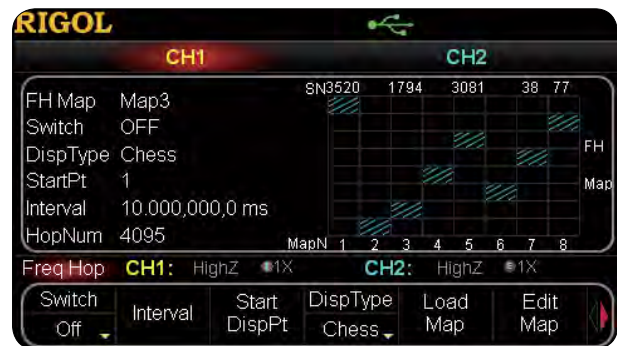 RIGOL
CH1 CH2
SN3520 1794 3081 38 77
FH Map Map3
Switch OFF
DispType Chess
FH
StartPt 1
Map
Interval 10.000,000,0 ms
HopNum 4095
MapN 1 2 3 4 5 6 7 8
Freq Hop CH1: HighZ 1X CH2: HighZ 1X
Switch Interval Start DispPt DispType Load Map Edit Map
Off Chess